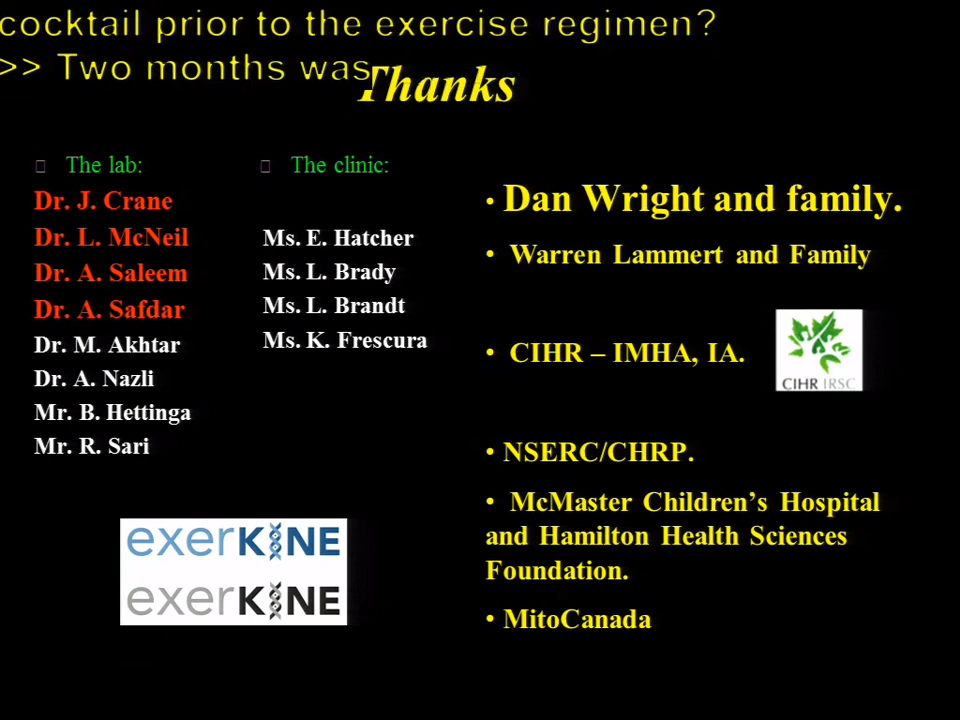 cocktail prior to the exercise regimen?
>> Two months was
Thanks
The lab:
Dr. J. Crane
Dr. L. McNeil
Dr. A. Saleem
Dr. A. Safdar
Dr. M. Akhtar
Dr. A. Nazli
Mr. B. Hettinga
Mr. R. Sari
The clinic:
Ms. E. Hatcher
Ms. L. Brady
Ms. L. Brandt
Ms. K. Frescura
• Dan Wright and family.
• Warren Lammert and Family
• CIHR – IMHA, IA.
CIHR IRSC
• NSERC/CHRP.
• McMaster Children’s Hospital
and Hamilton Health Sciences
Foundation.
• MitoCanada
exerKINE
exerKINE